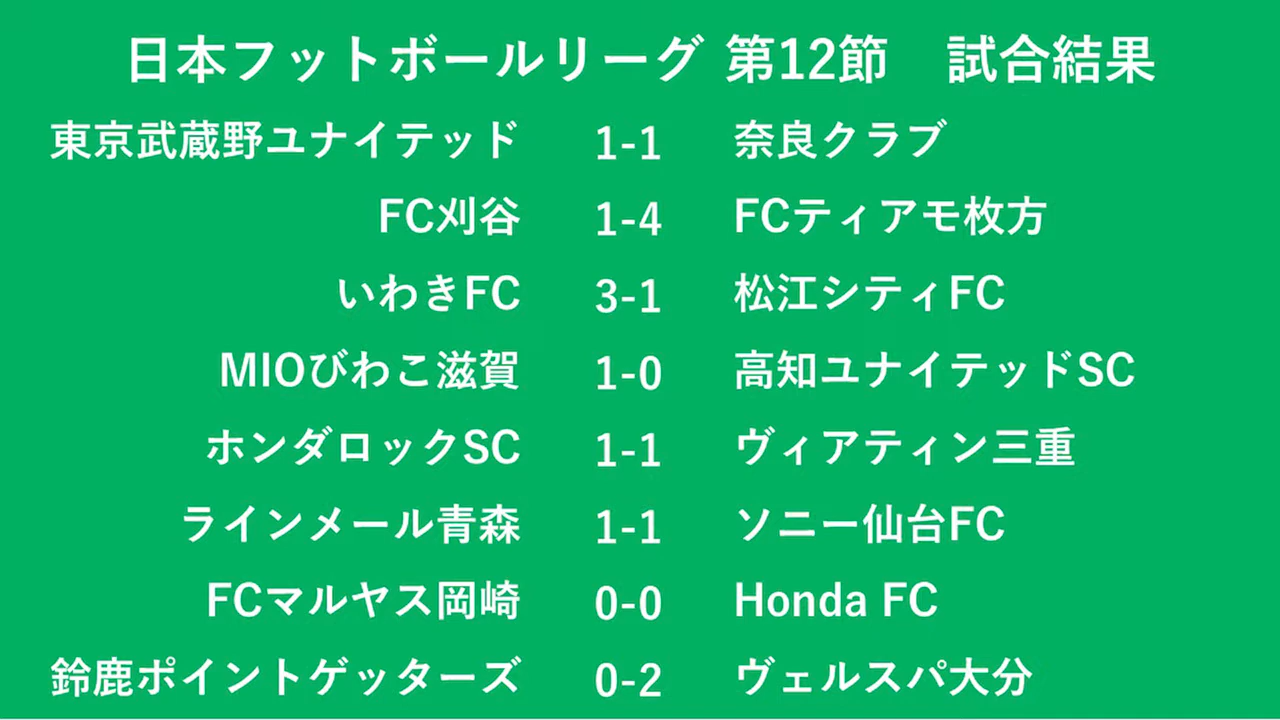 日本フットボールリーグ 第12節　試合結果
東京武蔵野ユナイテッド 1-1 奈良クラブ
FC刈谷 1-4 FCティアモ枚方
いわきFC 3-1 松江シティFC
MIOびわこ滋賀 1-0 高知ユナイテッドSC
ホンダロックSC 1-1 ヴィアティン三重
ラインメール青森 1-1 ソニー仙台FC
FCマルヤス岡崎 0-0 Honda FC
鈴鹿ポイントゲッターズ 0-2 ヴェルスパ大分